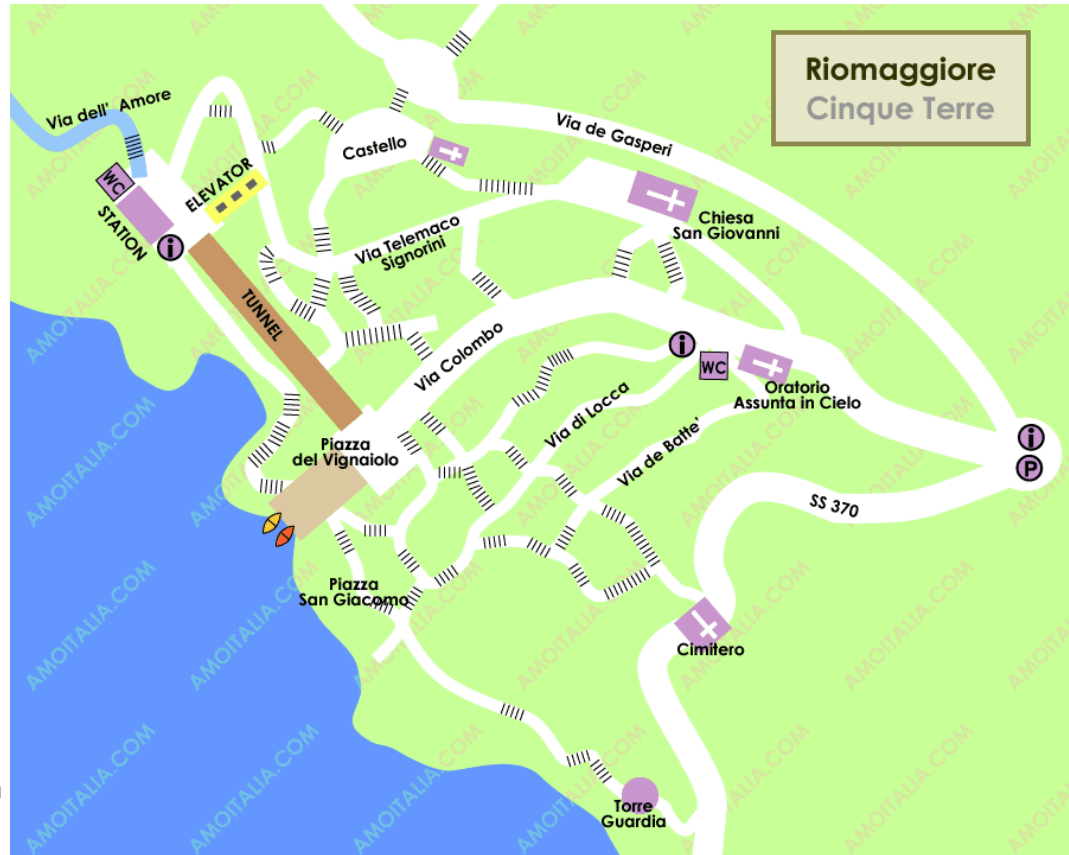 Riomaggiore
Cinque Terre
Via dell' Amore
Via de Gasperi
Castello
WC
ELEVATOR
STATION
i
Chiesa
San Giovanni
Via Telemaco
Signorini
TUNNEL
Via Colombo
i
WC
Oratorio
Assunta in Cielo
Via di Locca
Via de Batte'
Piazza
del Vignaiolo
i
P
SS 370
Piazza
San Giacomo
Cimitero
Torre
Guardia
AMOITALIA.COM